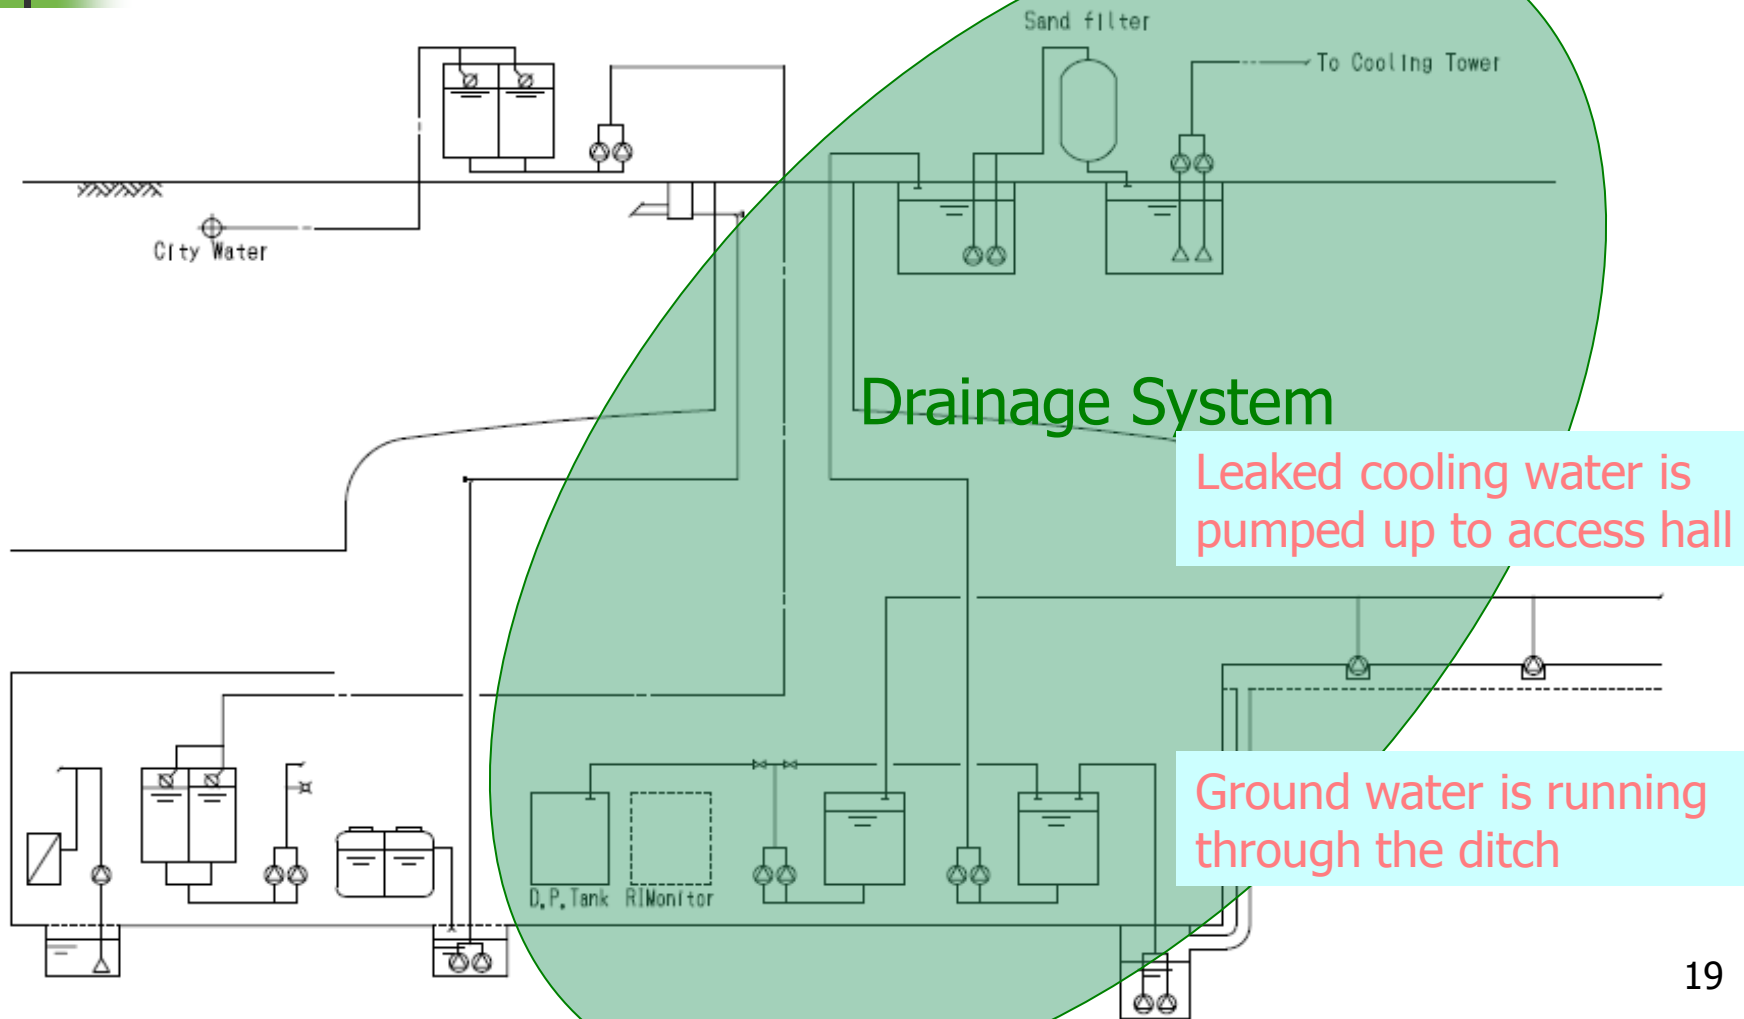 Sand filter
To Cooling Tower
City Water
Drainage System
Leaked cooling water is
pumped up to access hall
Ground water is running
through the ditch
D.P.Tank
RIMonitor
19